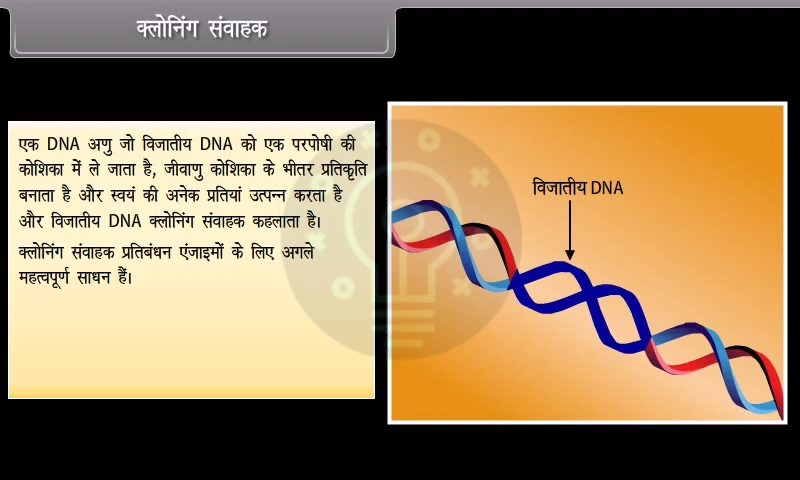 क्लोनिंग संवाहक
एक DNA अणु जो विजातीय DNA को एक परपोषी की
कोशिका में ले जाता है, जीवाणु कोशिका के भीतर प्रतिकृति
बनाता है और स्वयं की अनेक प्रतियां उत्पन्न करता है
और विजातीय DNA क्लोनिंग संवाहक कहलाता है।
क्लोनिंग संवाहक प्रतिबंधन एंजाइमों के लिए अगले
महत्वपूर्ण साधन हैं।
विजातीय DNA